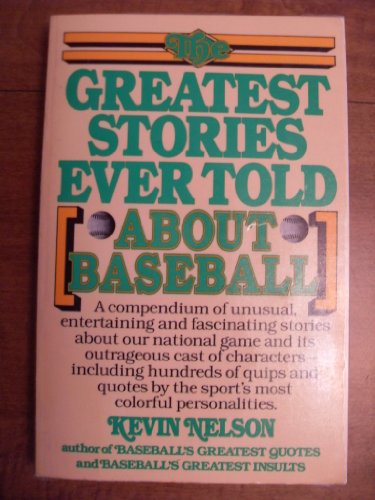 The
GREATEST
STORIES
EVER TOLD
ABOUT
BASEBALL
A compendium of unusual,
entertaining and fascinating stories
about our national game and its
outrageous cast of characters—
including hundreds of quips and
quotes by the sport's most
colorful personalities.
KEVIN NELSON
author of BASEBALL'S GREATEST QUOTES
and BASEBALL'S GREATEST INSULTS